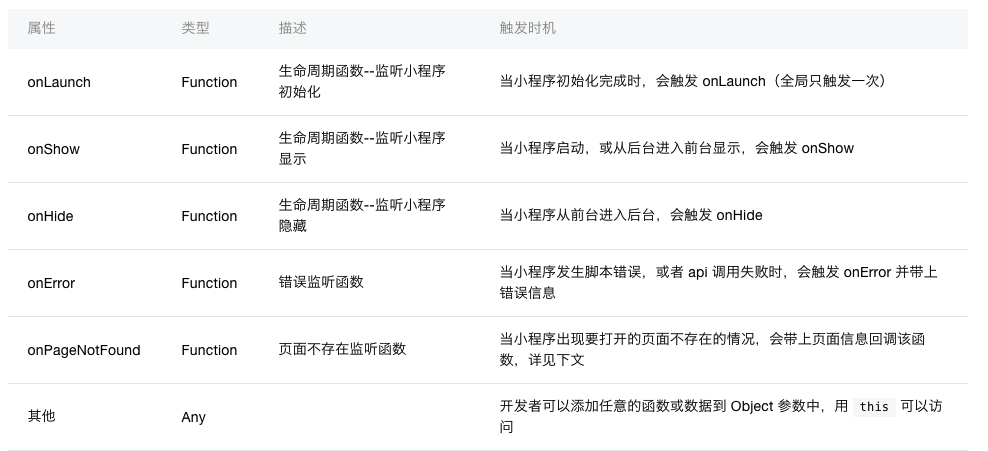 属性 类型 描述 触发时机
onLaunch Function 生命周期函数--监听小程序初始化 当小程序初始化完成时，会触发 onLaunch（全局只触发一次）
onShow Function 生命周期函数--监听小程序显示 当小程序启动，或从后台进入前台显示，会触发 onShow
onHide Function 生命周期函数--监听小程序隐藏 当小程序从前台进入后台，会触发 onHide
onError Function 错误监听函数 当小程序发生脚本错误，或者 api 调用失败时，会触发 onError 并带上错误信息
onPageNotFound Function 页面不存在监听函数 当小程序出现要打开的页面不存在的情况，会带上页面信息回调该函数，详见下文
其他 Any 开发者可以添加任意的函数或数据到 Object 参数中，用 this 可以访问